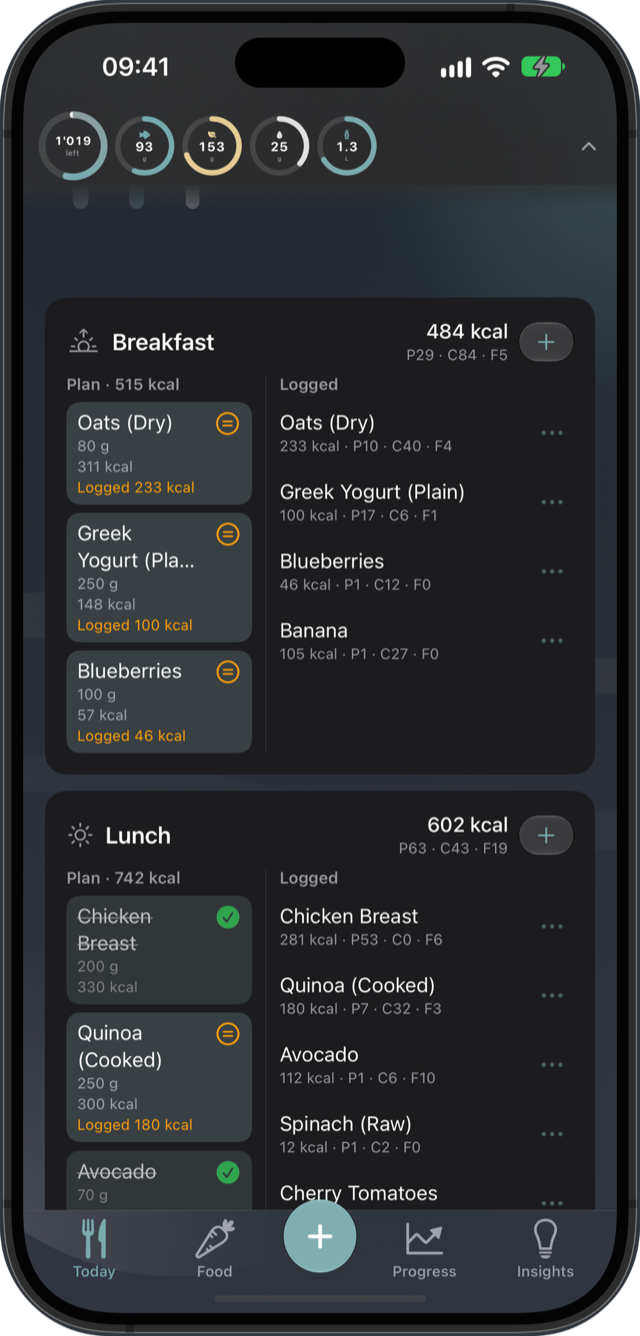 09:41
1'019
left
93
g
153
g
25
g
1.3
L
Breakfast
484 kcal
P29 · C84 · F5
Plan · 515 kcal
Logged
Oats (Dry)
80 g
311 kcal
Logged 233 kcal
Greek
Yogurt (Pla...
250 g
148 kcal
Logged 100 kcal
Blueberries
100 g
57 kcal
Logged 46 kcal
Oats (Dry)
233 kcal · P10 · C40 · F4
Greek Yogurt (Plain)
100 kcal · P17 · C6 · F1
Blueberries
46 kcal · P1 · C12 · F0
Banana
105 kcal · P1 · C27 · F0
Lunch
602 kcal
P63 · C43 · F19
Plan · 742 kcal
Logged
Chicken
Breast
200 g
330 kcal
Quinoa
(Cooked)
250 g
300 kcal
Logged 180 kcal
Avocado
70 g
Chicken Breast
281 kcal · P53 · C0 · F6
Quinoa (Cooked)
180 kcal · P7 · C32 · F3
Avocado
112 kcal · P1 · C6 · F10
Spinach (Raw)
12 kcal · P1 · C2 · F0
Cherry Tomatoes
Today
Food
Progress
Insights